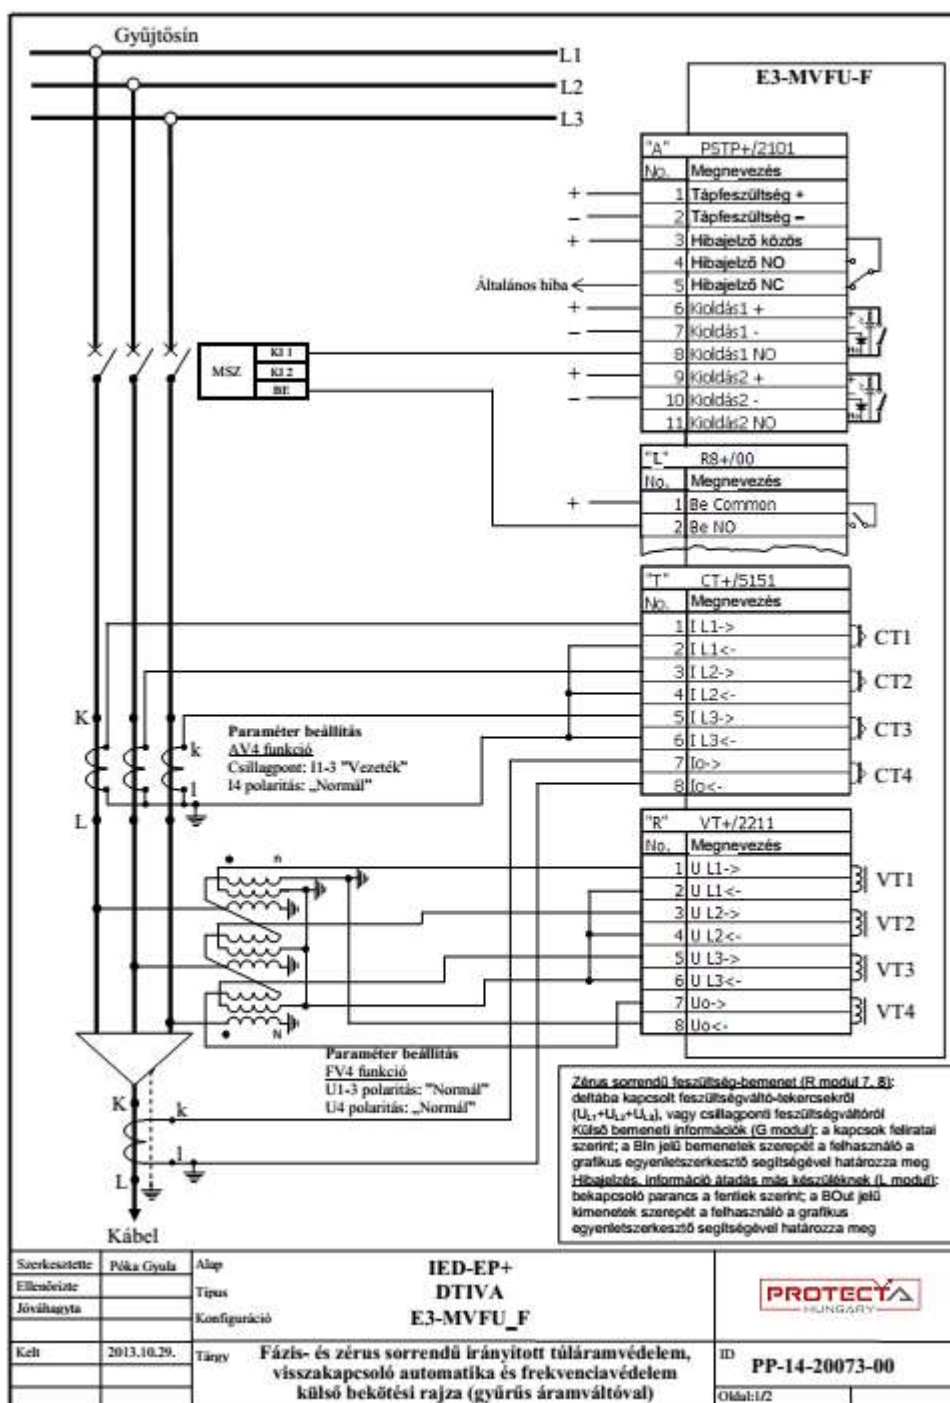 Gyűjtősín
L1
L2
L3
E3-MVFU-F
"A" PSTP+/2101
No. Megnevezés
+ 1 Tápfeszültség +
− 2 Tápfeszültség −
+ 3 Hibajelző közös
4 Hibajelző NO
Általános hiba 5 Hibajelző NC
+ 6 Kioldás1 +
− 7 Kioldás1 -
8 Kioldás1 NO
+ 9 Kioldás2 +
− 10 Kioldás2 -
11 Kioldás2 NO
MSZ
KI 1
KI 2
BE
"L" R8+/00
No. Megnevezés
+ 1 Be Common
2 Be NO
"T" CT+/5151
No. Megnevezés
1 I L1->
2 I L1<-
CT1
3 I L2->
4 I L2<-
CT2
5 I L3->
6 I L3<-
CT3
7 Io->
8 Io<-
CT4
K
k
l
L
Paraméter beállítás
AV4 funkció
Csillagpont: I1-3 "Vezeték"
I4 polaritás: „Normál"
"R" VT+/2211
No. Megnevezés
1 U L1->
2 U L1<-
VT1
3 U L2->
4 U L2<-
VT2
5 U L3->
6 U L3<-
VT3
7 Uo->
8 Uo<-
VT4
n
N
Paraméter beállítás
FV4 funkció
U1-3 polaritás: "Normál"
U4 polaritás: „Normál"
K
k
l
L
Kábel
Zérus sorrendű feszültség-bemenet (R modul 7, 8):
deltába kapcsolt feszültségváltó-tekercsekről
(UL1+UL2+UL3), vagy csillagponti feszültségváltóról
Külső bemeneti információk (G modul): a kapcsok feliratai
szerint; a BIn jelű bemenetek szerepét a felhasználó a
grafikus egyenletszerkesztő segítségével határozza meg
Hibajelzés, információ átadás más készüléknek (L modul):
bekapcsoló parancs a fentiek szerint; a BOut jelű
kimenetek szerepét a felhasználó a grafikus
egyenletszerkesztő segítségével határozza meg
Szerkesztette Póka Gyula
Ellenőrizte
Jóváhagyta
Kelt 2013.10.29.
Alap IED-EP+
Típus DTIVA
Konfiguráció E3-MVFU_F
Tárgy Fázis- és zérus sorrendű irányított túláramvédelem,
visszakapcsoló automatika és frekvenciavédelem
külső bekötési rajza (gyűrűs áramváltóval)
PROTECTA
HUNGARY
ID
PP-14-20073-00
Oldal:1/2